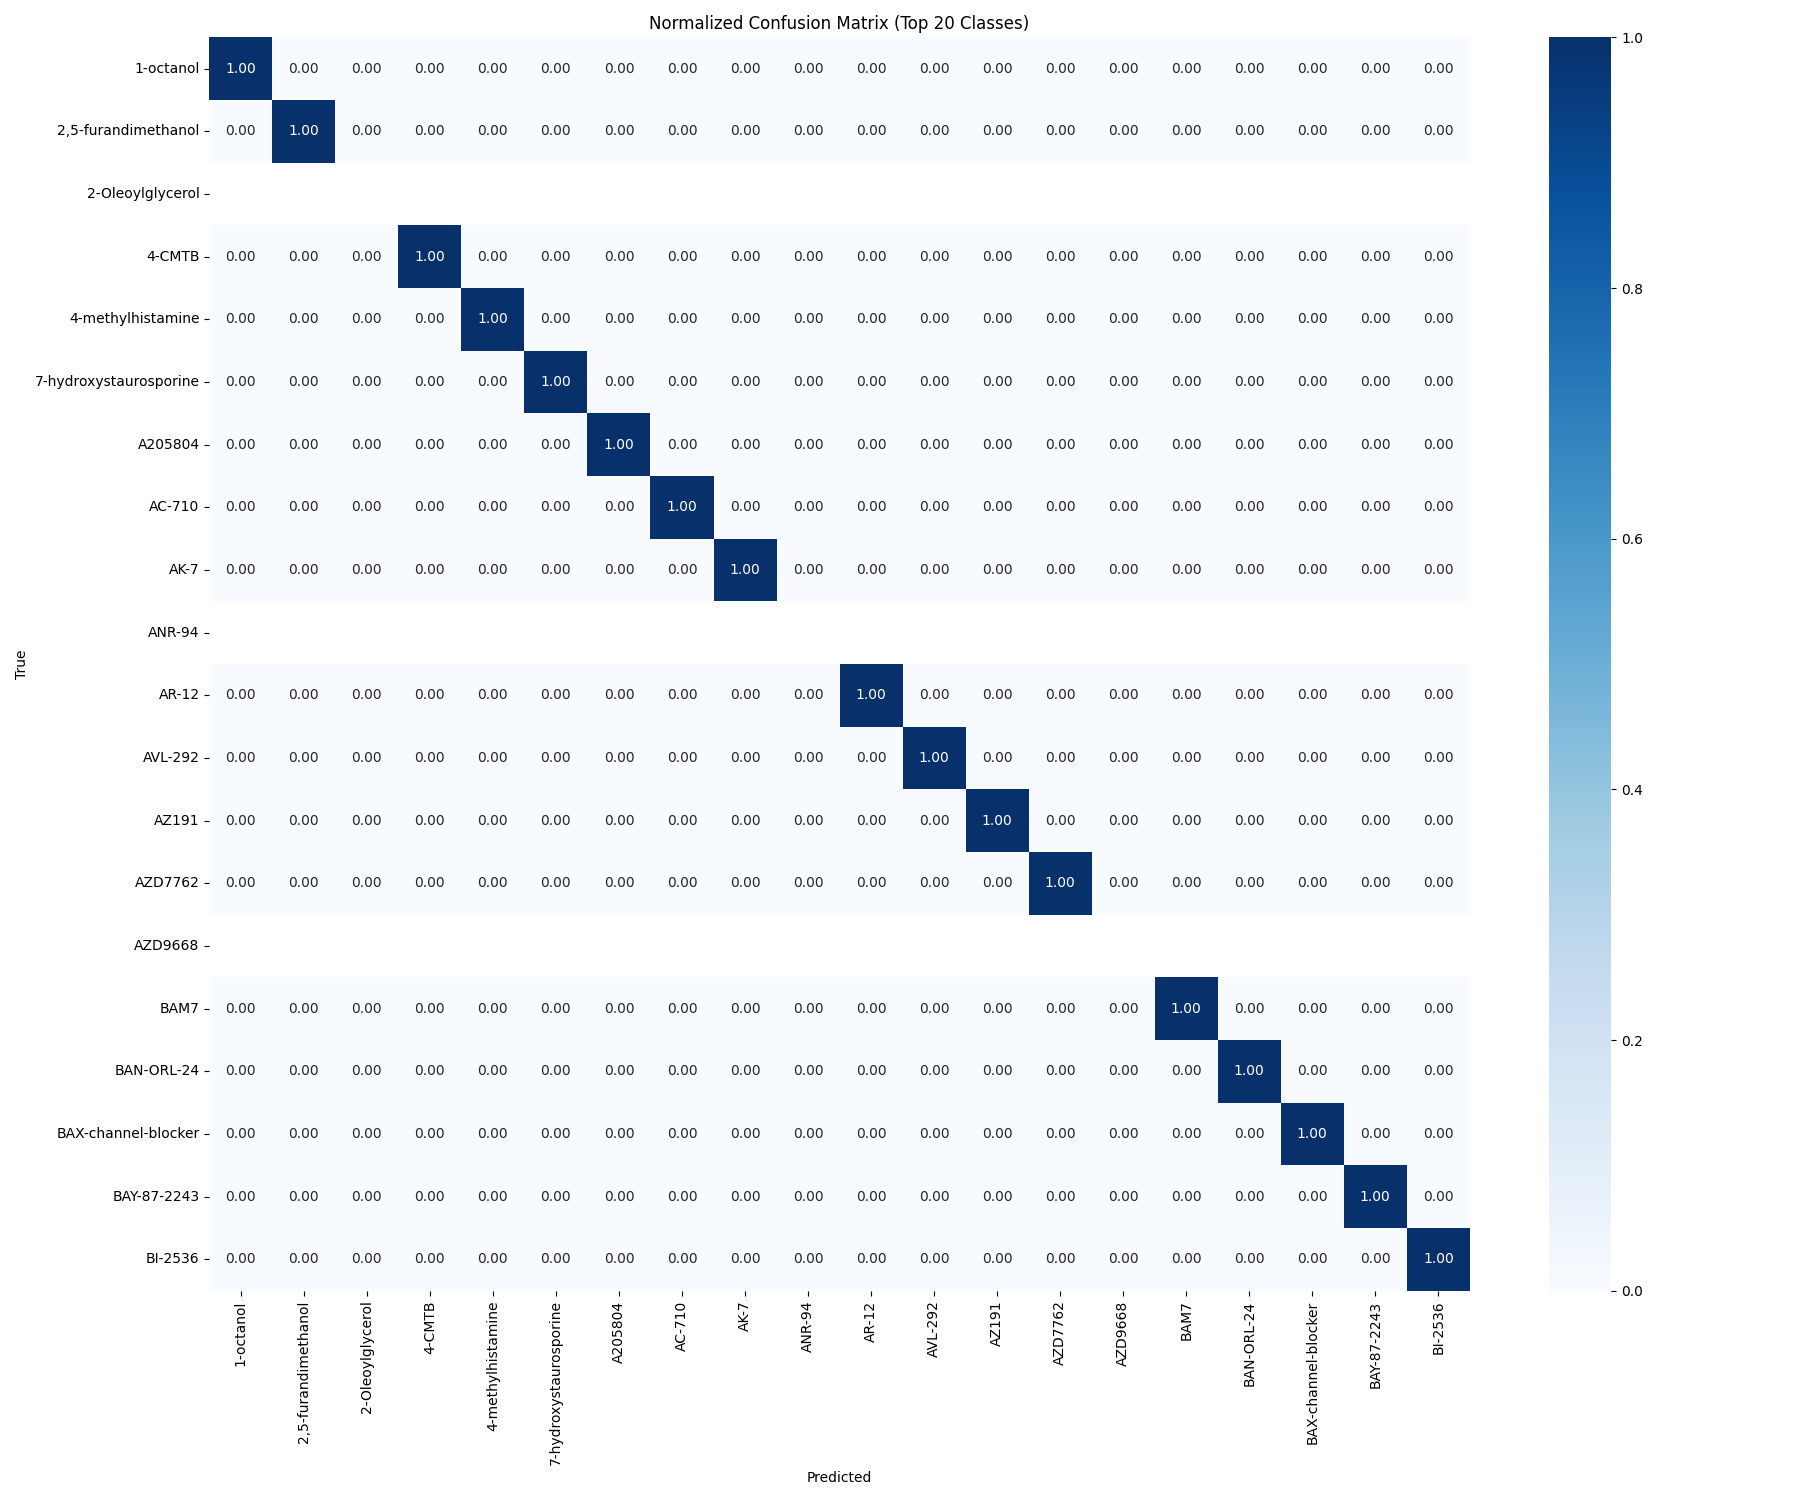 Normalized Confusion Matrix (Top 20 Classes)
1-octanol 1.00 0.00 0.00 0.00 0.00 0.00 0.00 0.00 0.00 0.00 0.00 0.00 0.00 0.00 0.00 0.00 0.00 0.00 0.00 0.00
2,5-furandimethanol 0.00 1.00 0.00 0.00 0.00 0.00 0.00 0.00 0.00 0.00 0.00 0.00 0.00 0.00 0.00 0.00 0.00 0.00 0.00 0.00
2-Oleoylglycerol
4-CMTB 0.00 0.00 0.00 1.00 0.00 0.00 0.00 0.00 0.00 0.00 0.00 0.00 0.00 0.00 0.00 0.00 0.00 0.00 0.00 0.00
4-methylhistamine 0.00 0.00 0.00 0.00 1.00 0.00 0.00 0.00 0.00 0.00 0.00 0.00 0.00 0.00 0.00 0.00 0.00 0.00 0.00 0.00
7-hydroxystaurosporine 0.00 0.00 0.00 0.00 0.00 1.00 0.00 0.00 0.00 0.00 0.00 0.00 0.00 0.00 0.00 0.00 0.00 0.00 0.00 0.00
A205804 0.00 0.00 0.00 0.00 0.00 0.00 1.00 0.00 0.00 0.00 0.00 0.00 0.00 0.00 0.00 0.00 0.00 0.00 0.00 0.00
AC-710 0.00 0.00 0.00 0.00 0.00 0.00 0.00 1.00 0.00 0.00 0.00 0.00 0.00 0.00 0.00 0.00 0.00 0.00 0.00 0.00
AK-7 0.00 0.00 0.00 0.00 0.00 0.00 0.00 0.00 1.00 0.00 0.00 0.00 0.00 0.00 0.00 0.00 0.00 0.00 0.00 0.00
ANR-94
AR-12 0.00 0.00 0.00 0.00 0.00 0.00 0.00 0.00 0.00 0.00 1.00 0.00 0.00 0.00 0.00 0.00 0.00 0.00 0.00 0.00
AVL-292 0.00 0.00 0.00 0.00 0.00 0.00 0.00 0.00 0.00 0.00 0.00 1.00 0.00 0.00 0.00 0.00 0.00 0.00 0.00 0.00
AZ191 0.00 0.00 0.00 0.00 0.00 0.00 0.00 0.00 0.00 0.00 0.00 0.00 1.00 0.00 0.00 0.00 0.00 0.00 0.00 0.00
AZD7762 0.00 0.00 0.00 0.00 0.00 0.00 0.00 0.00 0.00 0.00 0.00 0.00 0.00 1.00 0.00 0.00 0.00 0.00 0.00 0.00
AZD9668
BAM7 0.00 0.00 0.00 0.00 0.00 0.00 0.00 0.00 0.00 0.00 0.00 0.00 0.00 0.00 0.00 1.00 0.00 0.00 0.00 0.00
BAN-ORL-24 0.00 0.00 0.00 0.00 0.00 0.00 0.00 0.00 0.00 0.00 0.00 0.00 0.00 0.00 0.00 0.00 1.00 0.00 0.00 0.00
BAX-channel-blocker 0.00 0.00 0.00 0.00 0.00 0.00 0.00 0.00 0.00 0.00 0.00 0.00 0.00 0.00 0.00 0.00 0.00 1.00 0.00 0.00
BAY-87-2243 0.00 0.00 0.00 0.00 0.00 0.00 0.00 0.00 0.00 0.00 0.00 0.00 0.00 0.00 0.00 0.00 0.00 0.00 1.00 0.00
BI-2536 0.00 0.00 0.00 0.00 0.00 0.00 0.00 0.00 0.00 0.00 0.00 0.00 0.00 0.00 0.00 0.00 0.00 0.00 0.00 1.00
True
1-octanol
2,5-furandimethanol
2-Oleoylglycerol
4-CMTB
4-methylhistamine
7-hydroxystaurosporine
A205804
AC-710
AK-7
ANR-94
AR-12
AVL-292
AZ191
AZD7762
AZD9668
BAM7
BAN-ORL-24
BAX-channel-blocker
BAY-87-2243
BI-2536
Predicted
1.0
0.8
0.6
0.4
0.2
0.0